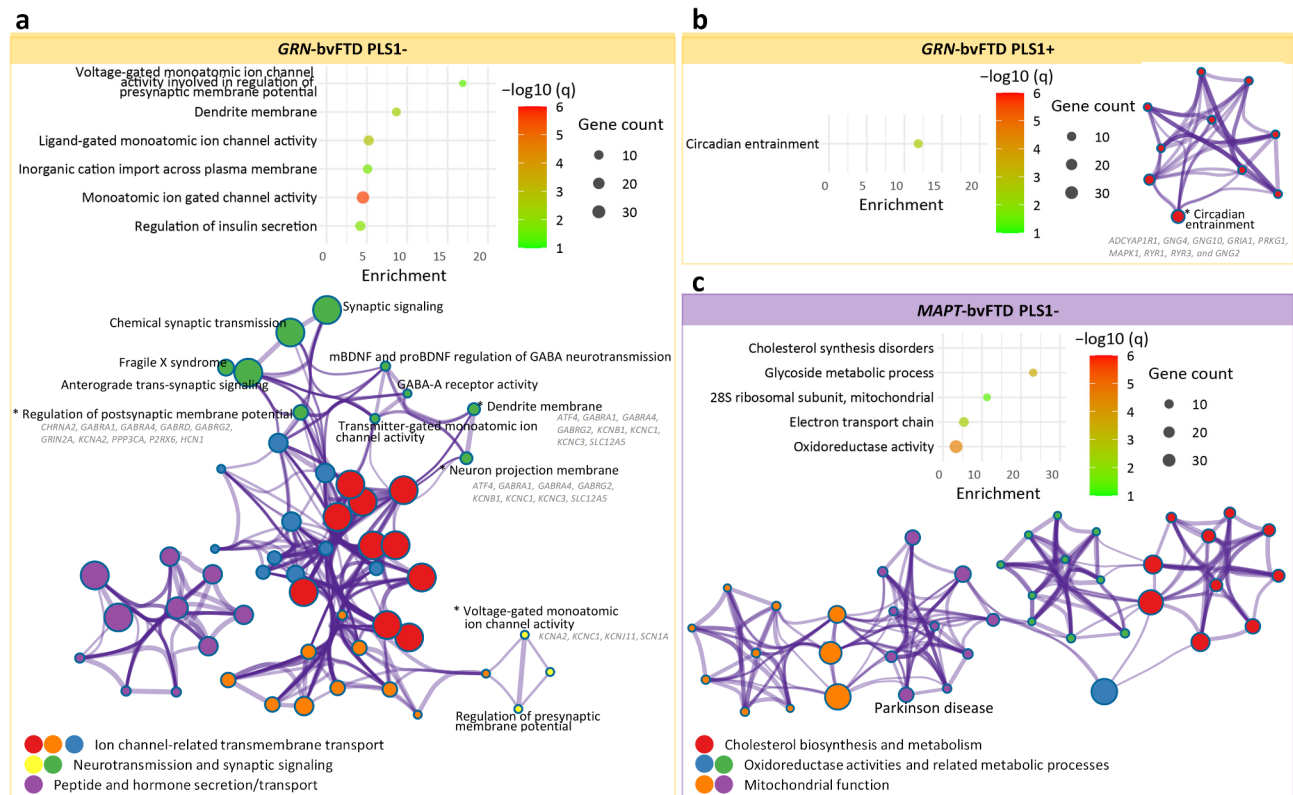 a
GRN-bvFTD PLS1-
Voltage-gated monoatomic ion channel
activity involved in regulation of
presynaptic membrane potential
Dendrite membrane
Ligand-gated monoatomic ion channel activity
Inorganic cation import across plasma membrane
Monoatomic ion gated channel activity
Regulation of insulin secretion
0 5 10 15 20
Enrichment
−log10 (q)
6
5
4
3
2
1
Gene count
10
20
30
Synaptic signaling
Chemical synaptic transmission
Fragile X syndrome
mBDNF and proBDNF regulation of GABA neurotransmission
Anterograde trans-synaptic signaling
GABA-A receptor activity
* Regulation of postsynaptic membrane potential
CHRNA2, GABRA1, GABRA4, GABRD, GABRG2,
GRIN2A, KCNA2, PPP3CA, P2RX6, HCN1
* Dendrite membrane
ATF4, GABRA1, GABRA4,
GABRG2, KCNB1, KCNC1,
KCNC3, SLC12A5
Transmitter-gated monoatomic ion
channel activity
* Neuron projection membrane
ATF4, GABRA1, GABRA4, GABRG2,
KCNB1, KCNC1, KCNC3, SLC12A5
* Voltage-gated monoatomic
ion channel activity
KCNA2, KCNC1, KCNJ11, SCN1A
Regulation of presynaptic
membrane potential
Ion channel-related transmembrane transport
Neurotransmission and synaptic signaling
Peptide and hormone secretion/transport
b
GRN-bvFTD PLS1+
Circadian entrainment
0 5 10 15 20
Enrichment
−log10 (q)
6
5
4
3
2
1
Gene count
10
20
30
* Circadian
entrainment
ADCYAP1R1, GNG4, GNG10, GRIA1, PRKG1,
MAPK1, RYR1, RYR3, and GNG2
c
MAPT-bvFTD PLS1-
Cholesterol synthesis disorders
Glycoside metabolic process
28S ribosomal subunit, mitochondrial
Electron transport chain
Oxidoreductase activity
0 10 20 30
Enrichment
−log10 (q)
6
5
4
3
2
1
Gene count
10
20
30
Parkinson disease
Cholesterol biosynthesis and metabolism
Oxidoreductase activities and related metabolic processes
Mitochondrial function